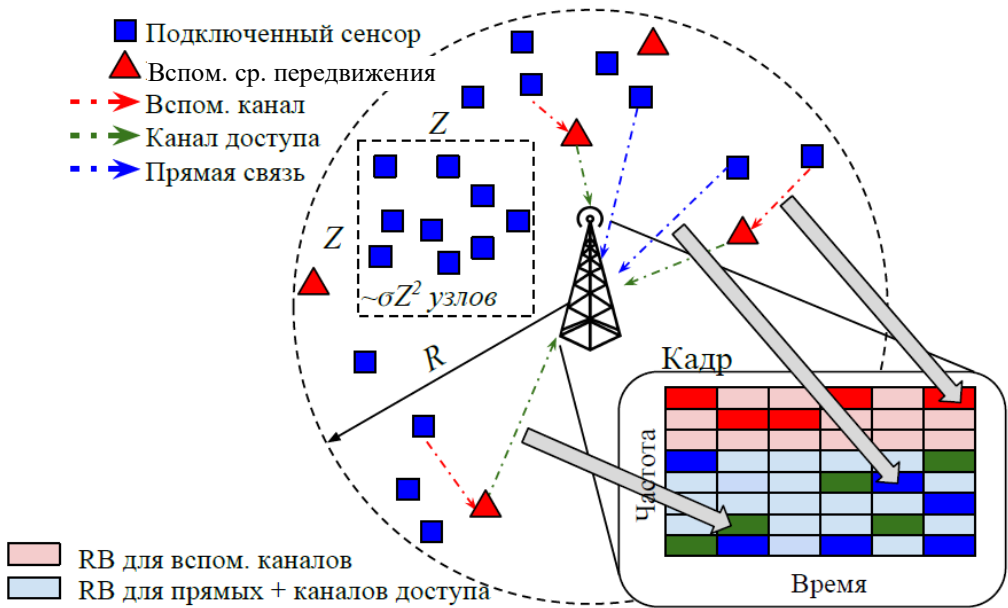 Подключенный сенсор
Вспом. ср. передвижения
Вспом. канал
Канал доступа
Прямая связь
Z
Z
~σZ² узлов
R
Кадр
Частота
Время
RB для вспом. каналов
RB для прямых + каналов доступа